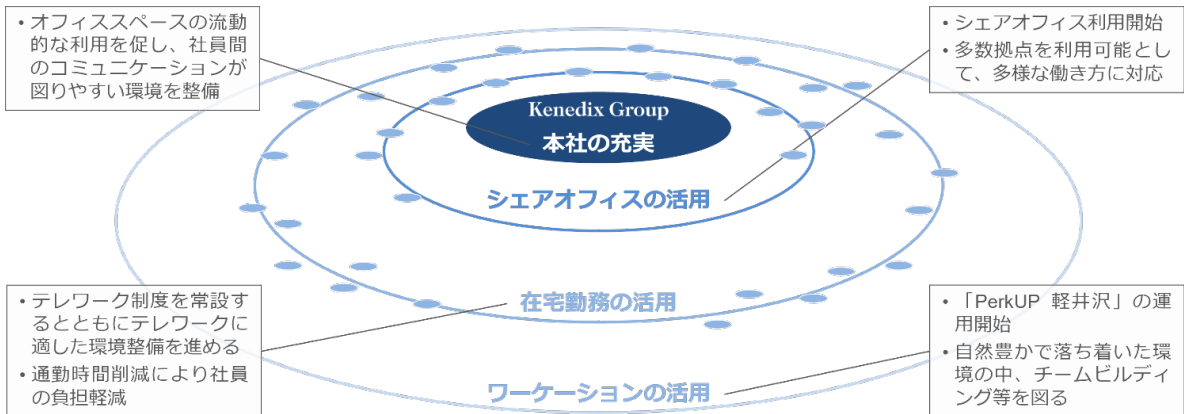 • オフィススペースの流動
的な利用を促し、社員間
のコミュニケーションが
図りやすい環境を整備
• シェアオフィス利用開始
• 多数拠点を利用可能とし
て、多様な働き方に対応
Kenedix Group
本社の充実
シェアオフィスの活用
在宅勤務の活用
ワーケーションの活用
• テレワーク制度を常設す
るとともにテレワークに
適した環境整備を進める
• 通勤時間削減により社員
の負担軽減
• 「PerkUP 軽井沢」の運
用開始
• 自然豊かで落ち着いた環
境の中、チームビルディ
ング等を図る